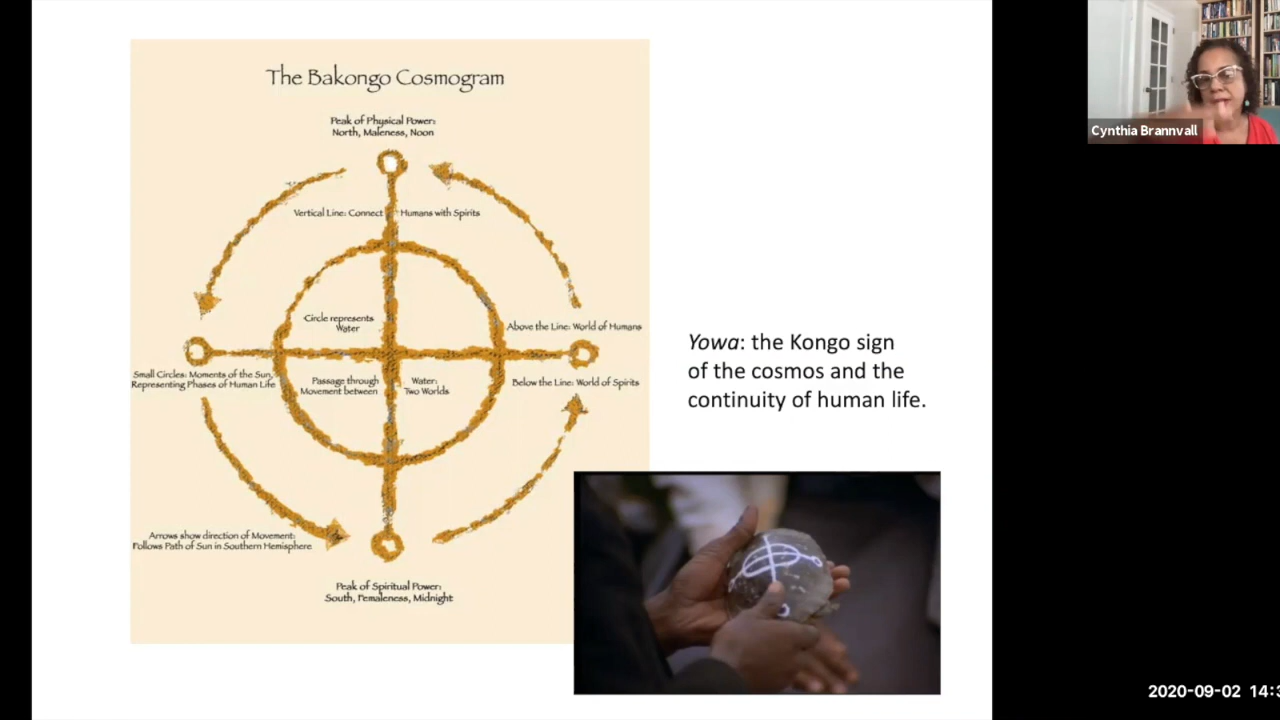 The Bakongo Cosmogram
Peak of Physical Power:
North, Maleness, Noon
Vertical Line: Connect Humans with Spirits
Circle represents
Water
Above the Line: World of Humans
Small Circles: Moments of the Sun,
Representing Phases of Human Life
Passage through Water:
Movement between Two Worlds
Below the Line: World of Spirits
Arrows show direction of Movement:
Follows Path of Sun in Southern Hemisphere
Peak of Spiritual Power:
South, Femaleness, Midnight
Yowa: the Kongo sign
of the cosmos and the
continuity of human life.
Cynthia Brannvall
2020-09-02 14:3